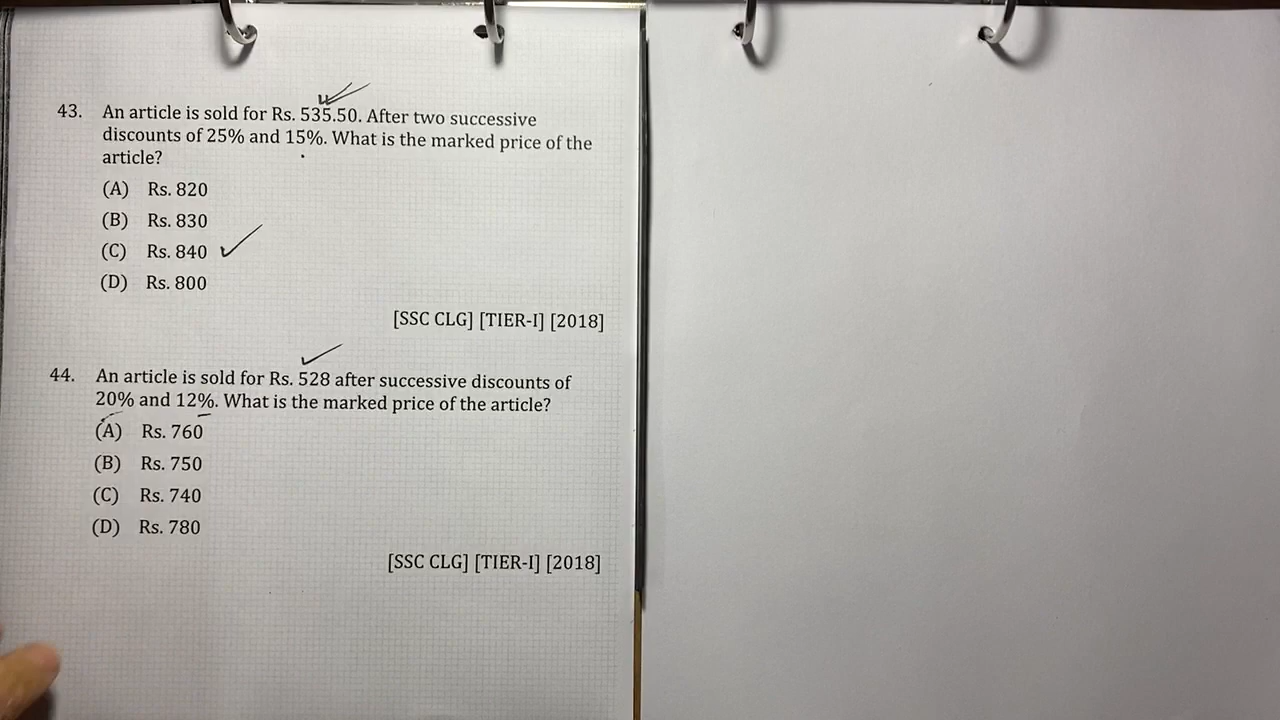 43. An article is sold for Rs. 535.50. After two successive
discounts of 25% and 15%. What is the marked price of the
article?
(A) Rs. 820
(B) Rs. 830
(C) Rs. 840
(D) Rs. 800
[SSC CLG] [TIER-I] [2018]
44. An article is sold for Rs. 528 after successive discounts of
20% and 12%. What is the marked price of the article?
(A) Rs. 760
(B) Rs. 750
(C) Rs. 740
(D) Rs. 780
[SSC CLG] [TIER-I] [2018]